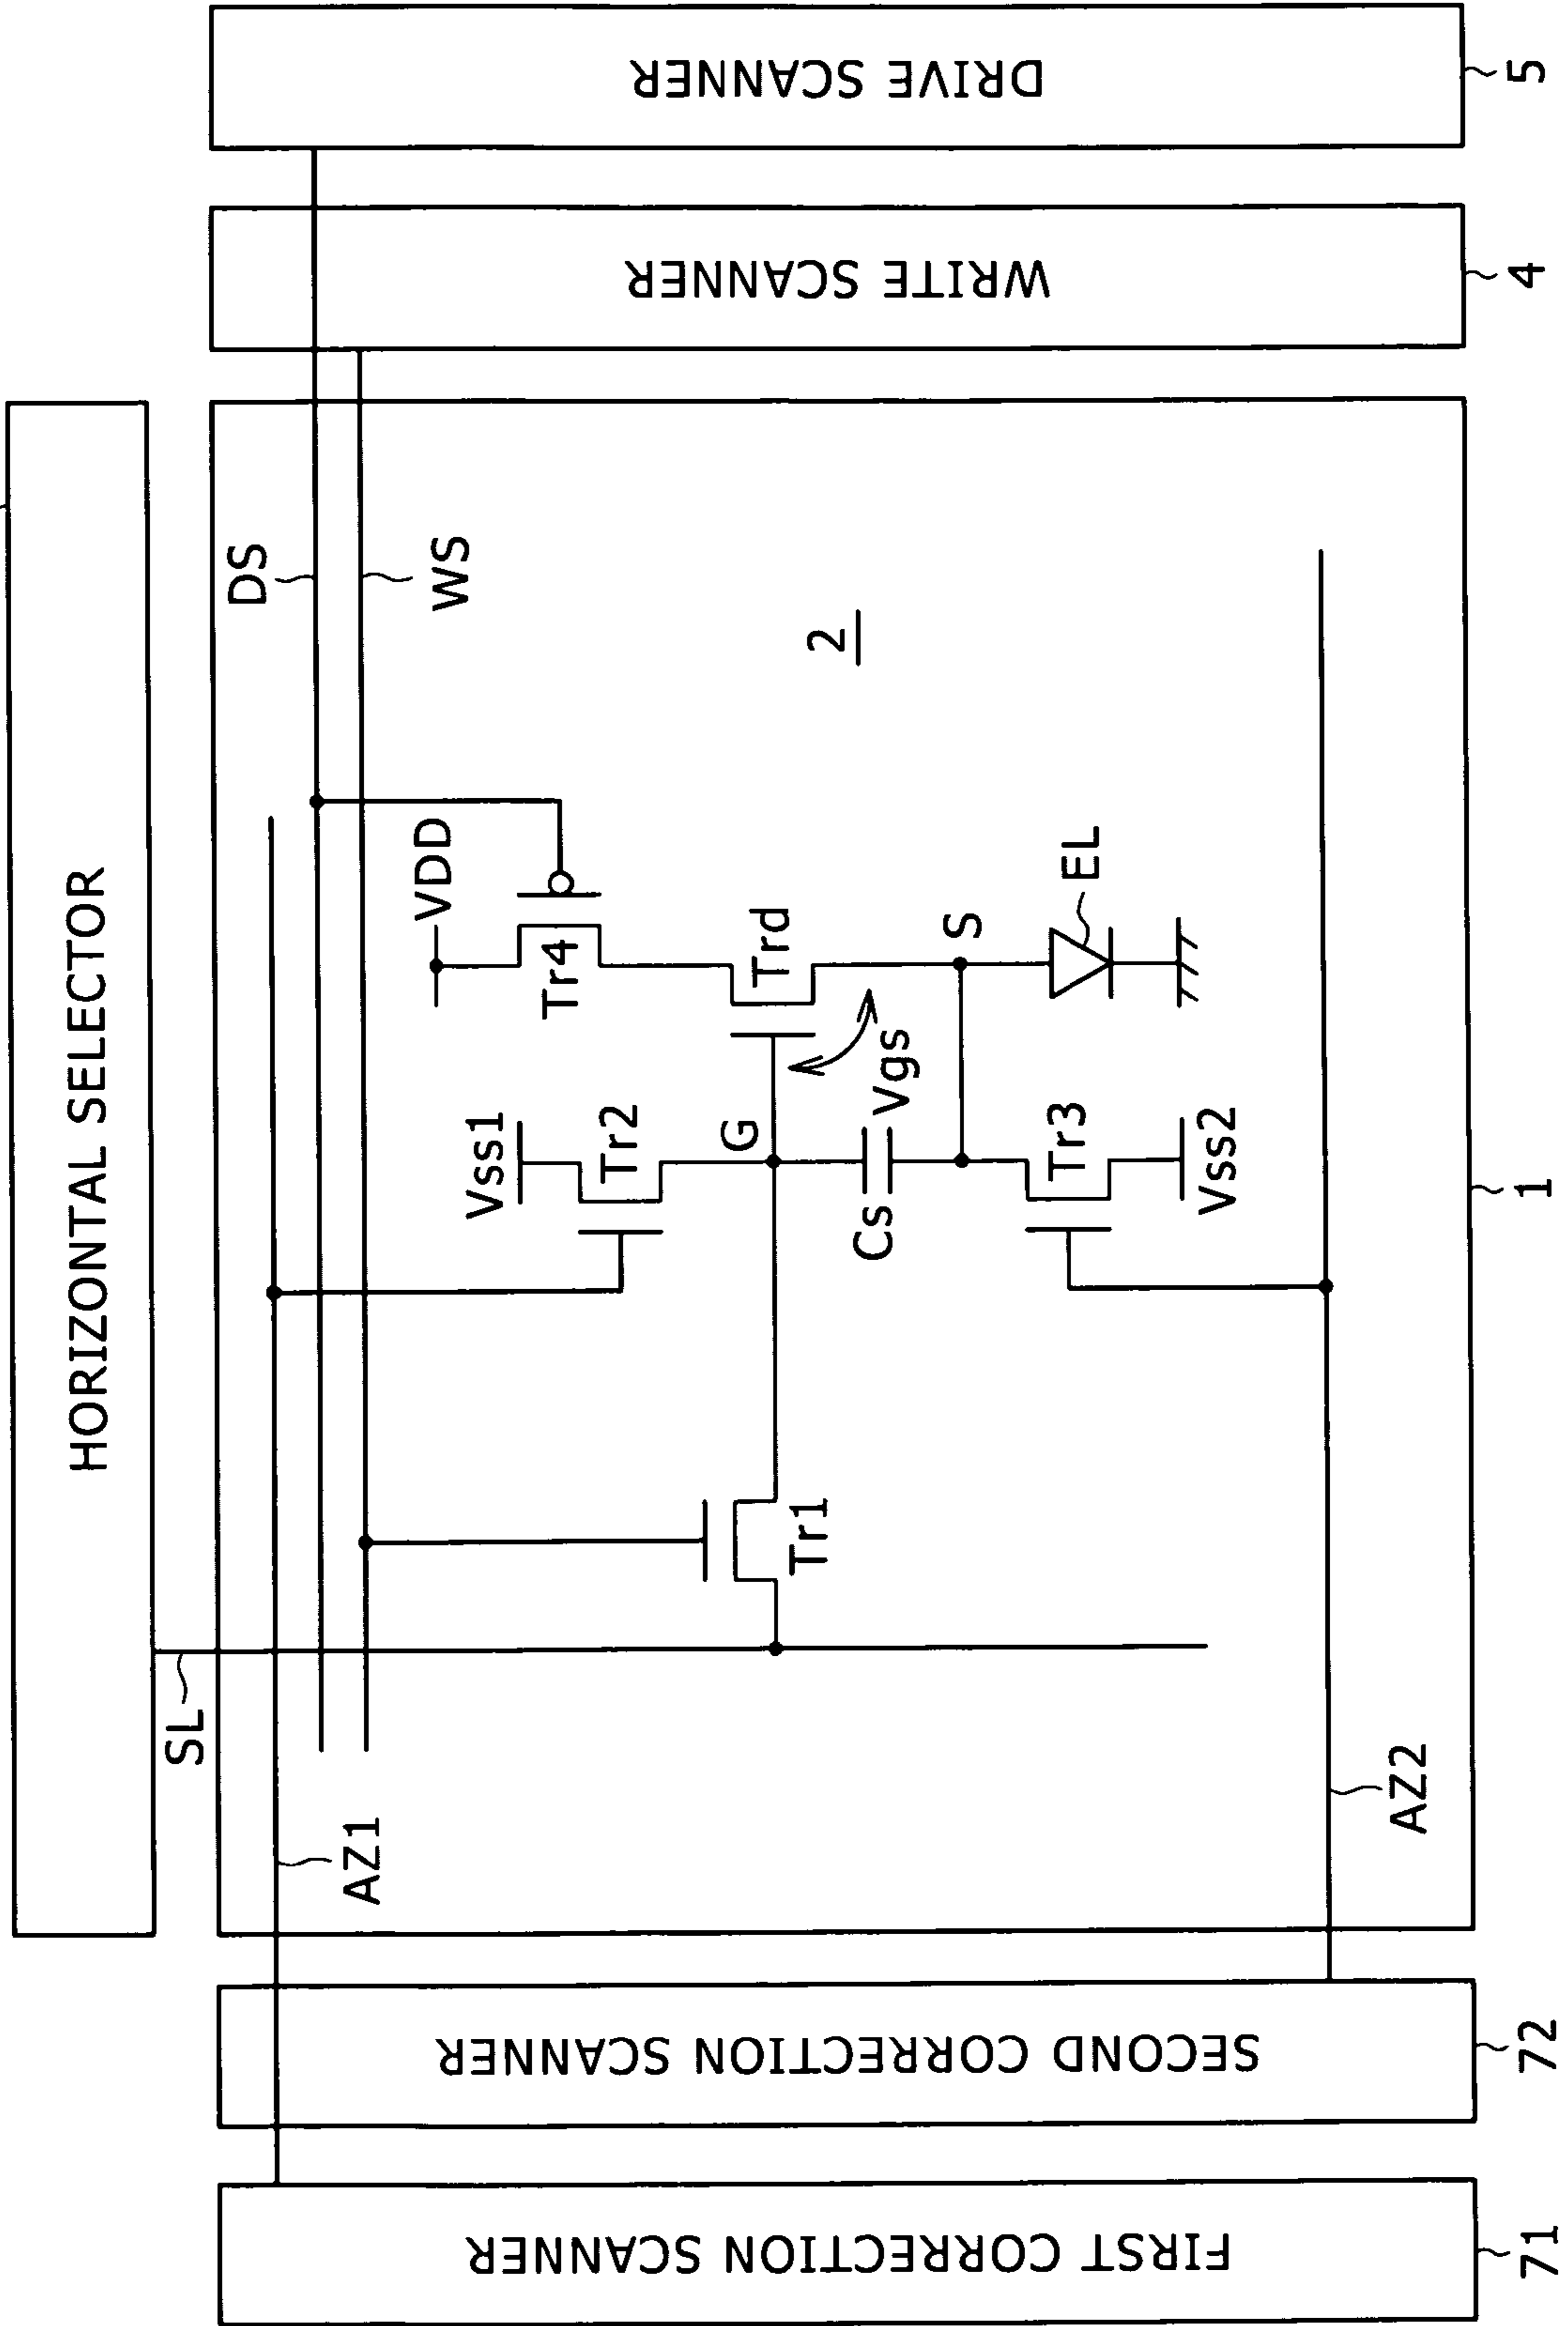 HORIZONTAL SELECTOR
SL
FIRST CORRECTION SCANNER
71
SECOND CORRECTION SCANNER
72
AZ1
DS
WS
VDD
Vss1
Tr2
Tr4
Tr1
G
Trd
Cs
Vgs
S
Tr3
Vss2
EL
2
AZ2
1
WRITE SCANNER
4
DRIVE SCANNER
5